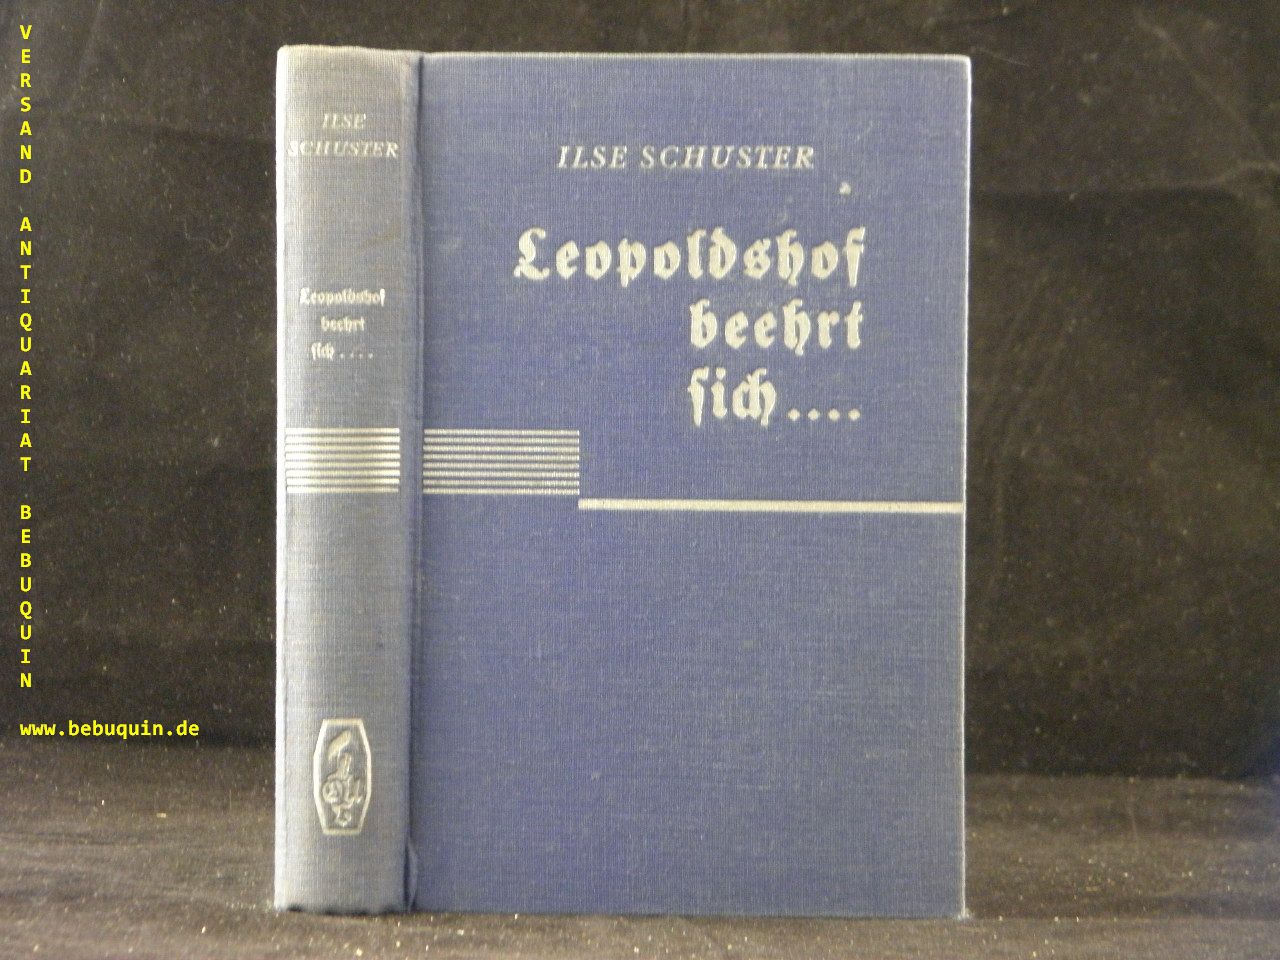 VERSAND ANTIQUARIAT BEBUQUIN
www.bebuquin.de
ILSE
SCHUSTER
Leopoldshof
beehrt
sich....
ILSE SCHUSTER
Leopoldshof
beehrt
sich....